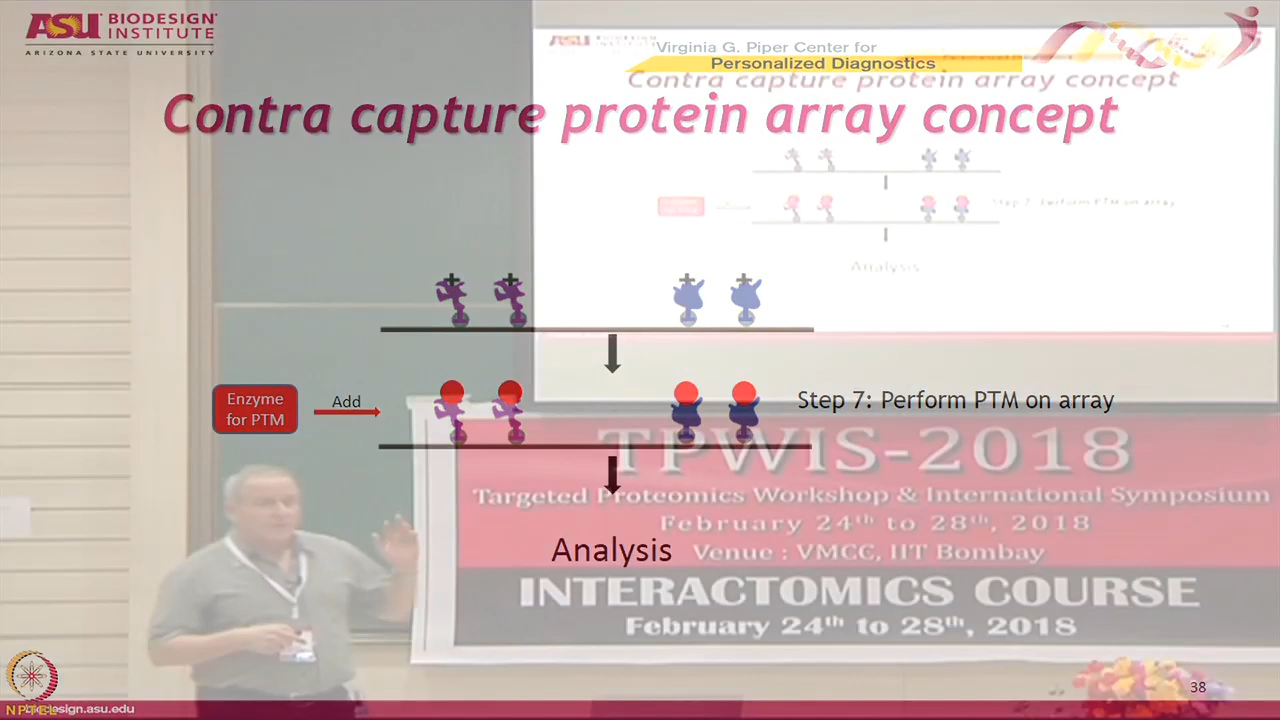 ASU BIODESIGN® INSTITUTE
ARIZONA STATE UNIVERSITY
Virginia G. Piper Center for
Personalized Diagnostics
Contra capture protein array concept
Contra capture protein array concept
Step 7: Perform PTM on array
Analysis
Enzyme
for PTM
Add
Step 7: Perform PTM on array
Analysis
TPWIS-2018
Targeted Proteomics Workshop & International Symposium
February 24th to 28th, 2018
Venue : VMCC, IIT Bombay
INTERACTOMICS COURSE
February 24th to 28th, 2018
38
NPTEL
biodesign.asu.edu